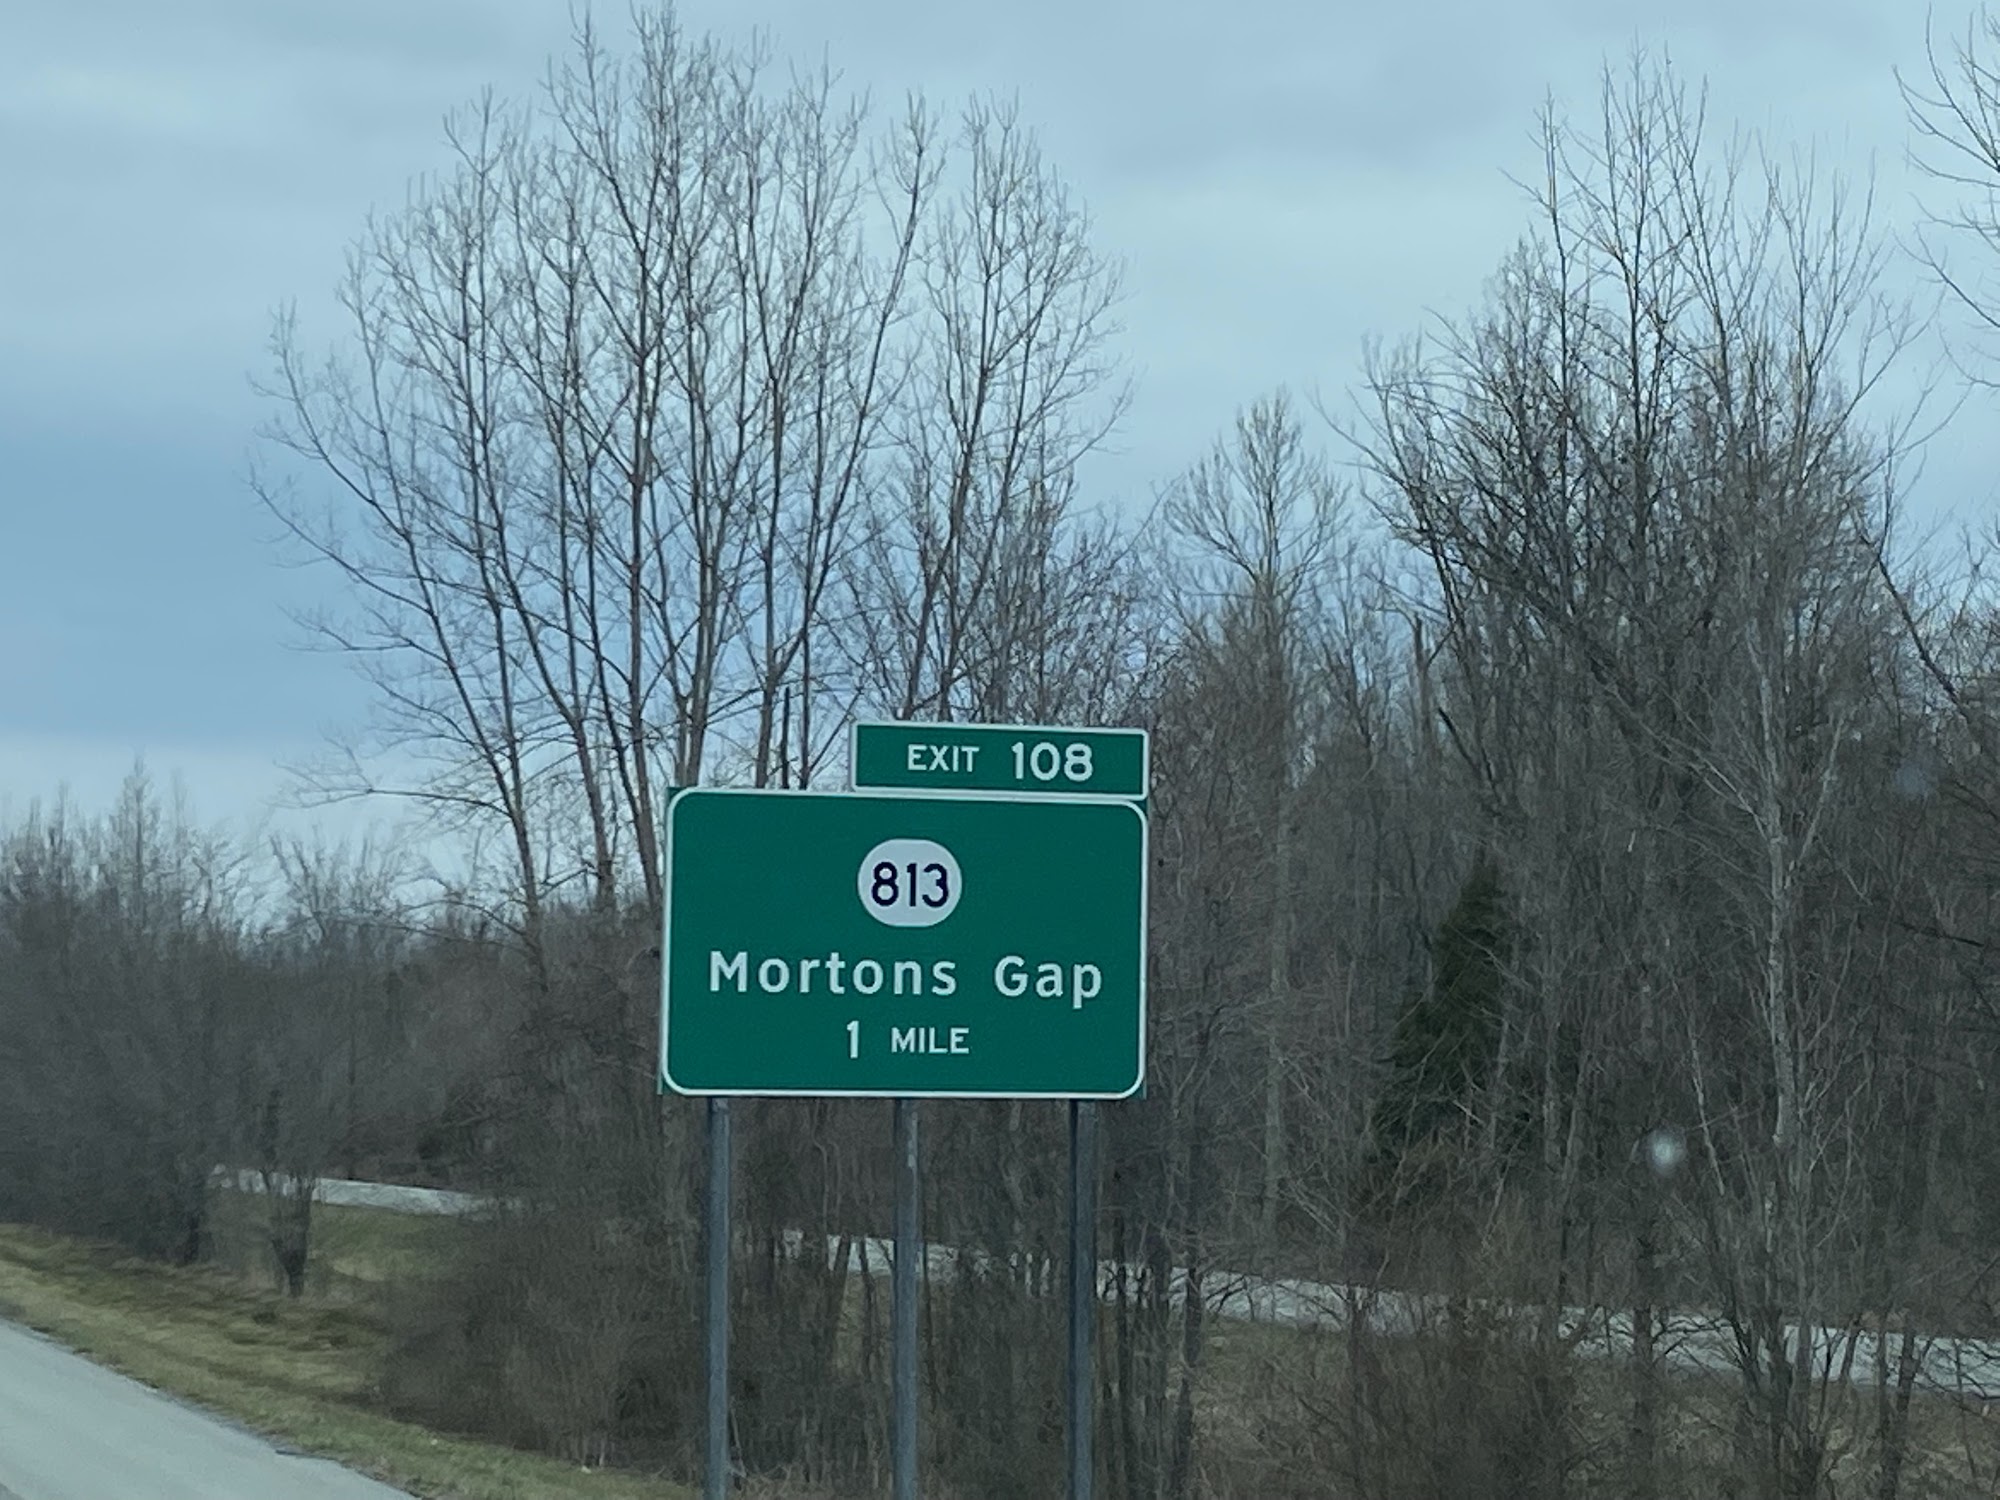 EXIT 108
813
Mortons Gap
1 MILE